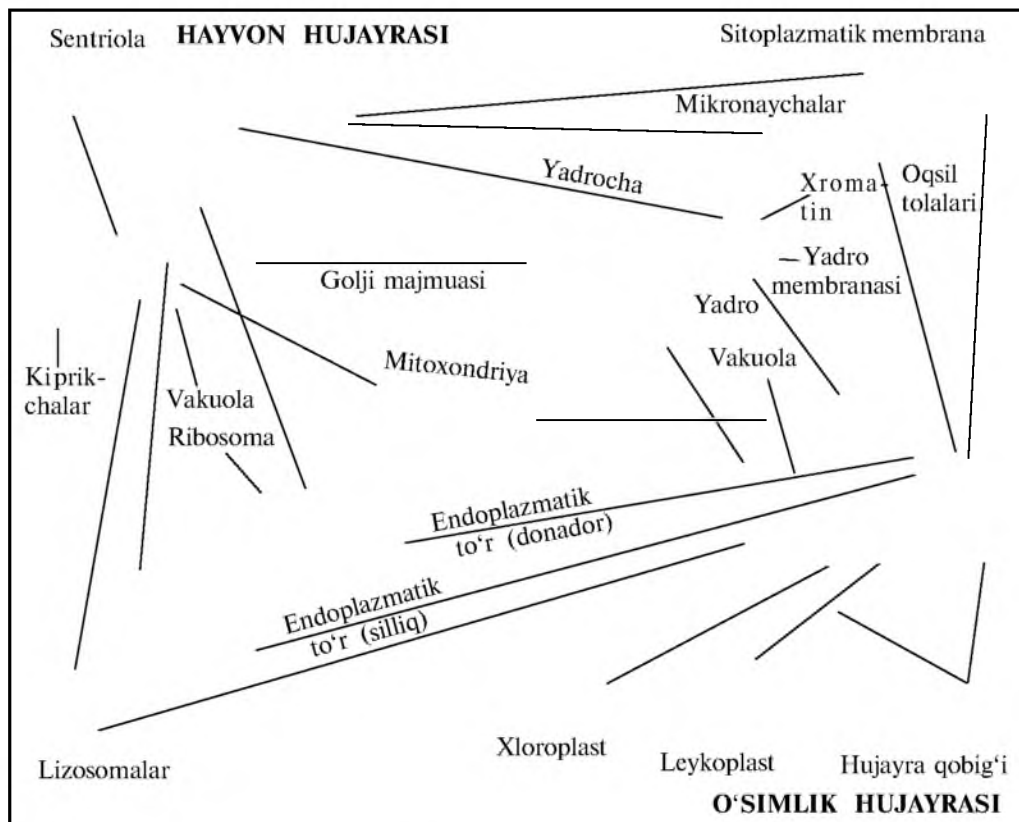 Sentriola HAYVON HUJAYRASI
Sitoplazmatik membrana
Mikronaychalar
Yadrocha
Xroma-
tin
Oqsil
tolalari
Yadro
membranasi
Golji majmuasi
Yadro
Mitoxondriya
Vakuola
Kiprik-
chalar
Vakuola
Ribosoma
Endoplazmatik
to‘r (donador)
Endoplazmatik
to‘r (silliq)
Lizosomalar
Xloroplast
Leykoplast
Hujayra qobig‘i
O‘SIMLIK HUJAYRASI